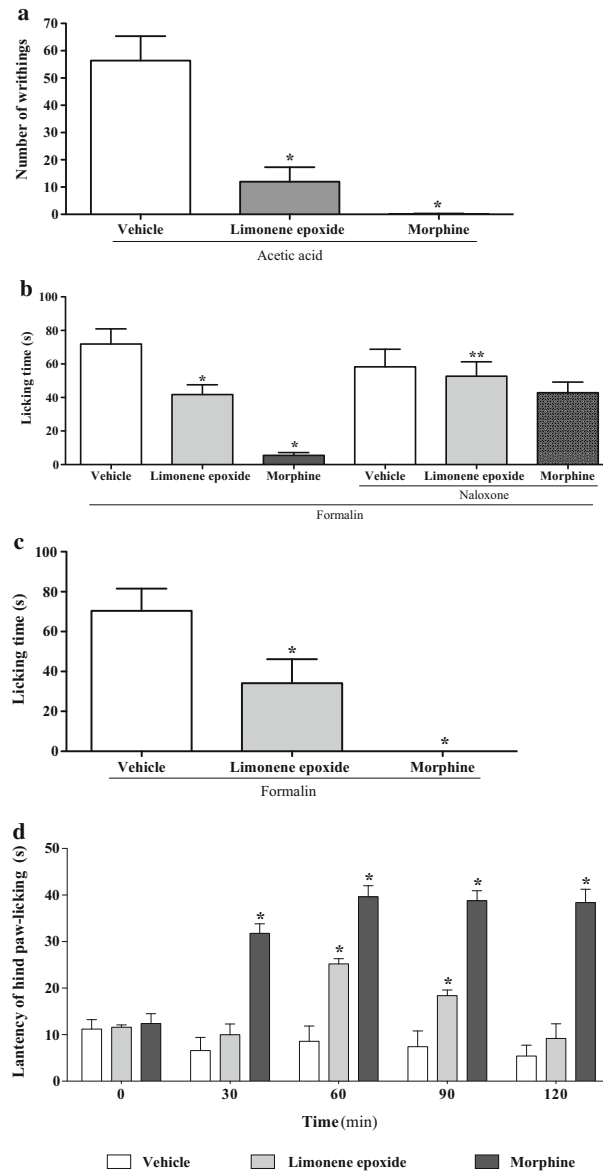 a
Number of writhings
70
60
50
40
30
20
10
0
*
*
Vehicle Limonene epoxide Morphine
Acetic acid
b
Licking time (s)
100
80
60
40
20
0
*
*
**
Vehicle Limonene epoxide Morphine Vehicle Limonene epoxide Morphine
Naloxone
Formalin
c
Licking time (s)
100
80
60
40
20
0
*
*
Vehicle Limonene epoxide Morphine
Formalin
d
Lantency of hind paw-licking (s)
50
40
30
20
10
0
* * * * * *
0 30 60 90 120
Time (min)
Vehicle Limonene epoxide Morphine